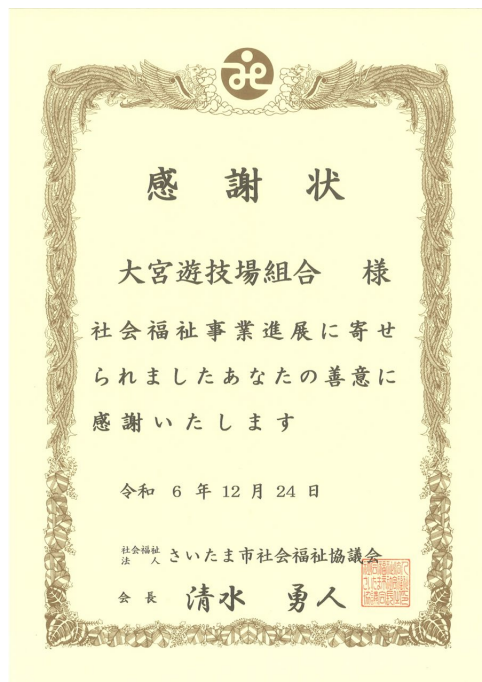 感謝状
大宮遊技場組合 様
社会福祉事業進展に寄せ
られましたあなたの善意に
感謝いたします
令和 6 年 12 月 24 日
社会福祉法人 さいたま市社会福祉協議会
会長 清水 勇人